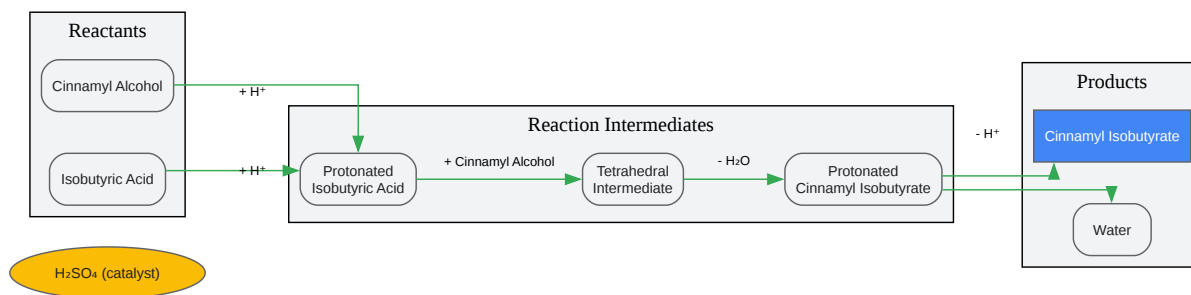 Reactants
Cinnamyl Alcohol
+ H⁺
Isobutyric Acid
+ H⁺
H₂SO₄ (catalyst)
Reaction Intermediates
Protonated
Isobutyric Acid
+ Cinnamyl Alcohol
Tetrahedral
Intermediate
- H₂O
Protonated
Cinnamyl Isobutyrate
- H⁺
Products
Cinnamyl Isobutyrate
Water